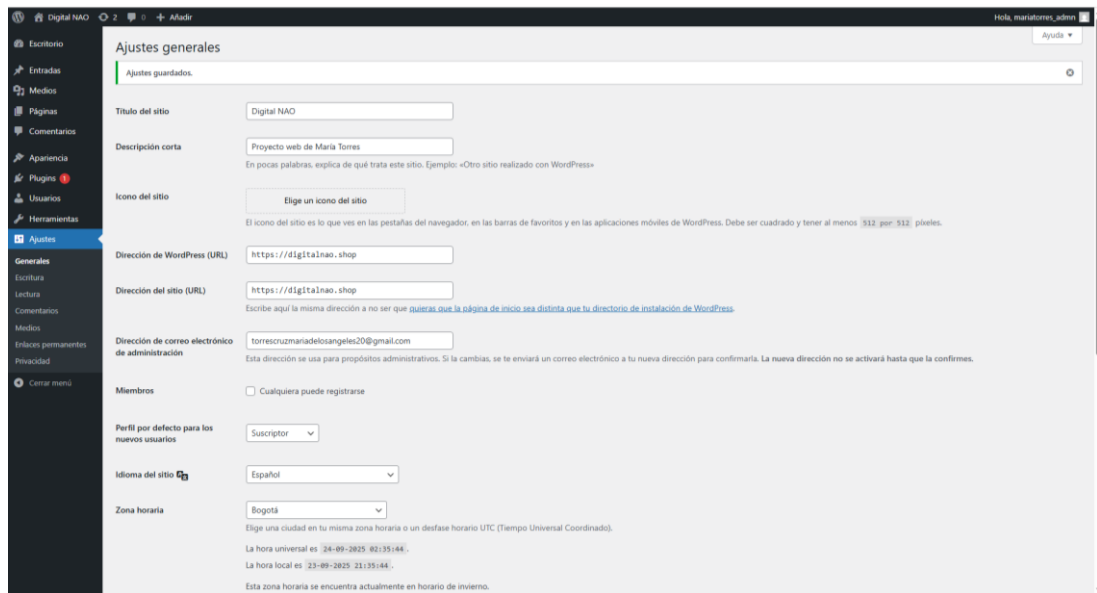 Digital NAO 2 0 + Añadir Hola, mariatorres_admn
Ayuda
Escritorio
Entradas
Medios
Páginas
Comentarios
Apariencia
Plugins 1
Usuarios
Herramientas
Ajustes
Generales
Escritura
Lectura
Comentarios
Medios
Enlaces permanentes
Privacidad
Cerrar menú
Ajustes generales
Ajustes guardados.
Título del sitio Digital NAO
Descripción corta Proyecto web de María Torres
En pocas palabras, explica de qué trata este sitio. Ejemplo: «Otro sitio realizado con WordPress»
Icono del sitio Elige un icono del sitio
El icono del sitio es lo que ves en las pestañas del navegador, en las barras de favoritos y en las aplicaciones móviles de WordPress. Debe ser cuadrado y tener al menos 512 por 512 píxeles.
Dirección de WordPress (URL) https://digitalnao.shop
Dirección del sitio (URL) https://digitalnao.shop
Escribe aquí la misma dirección a no ser que quieras que la página de inicio sea distinta que tu directorio de instalación de WordPress.
Dirección de correo electrónico
de administración
torrescruzmariadelosangeles20@gmail.com
Esta dirección se usa para propósitos administrativos. Si la cambias, se te enviará un correo electrónico a tu nueva dirección para confirmarla. La nueva dirección no se activará hasta que la confirmes.
Miembros Cualquiera puede registrarse
Perfil por defecto para los
nuevos usuarios
Suscriptor
Idioma del sitio Español
Zona horaria Bogotá
Elige una ciudad en tu misma zona horaria o un desfase horario UTC (Tiempo Universal Coordinado).
La hora universal es 24-09-2025 02:35:44 .
La hora local es 23-09-2025 21:35:44 .
Esta zona horaria se encuentra actualmente en horario de invierno.